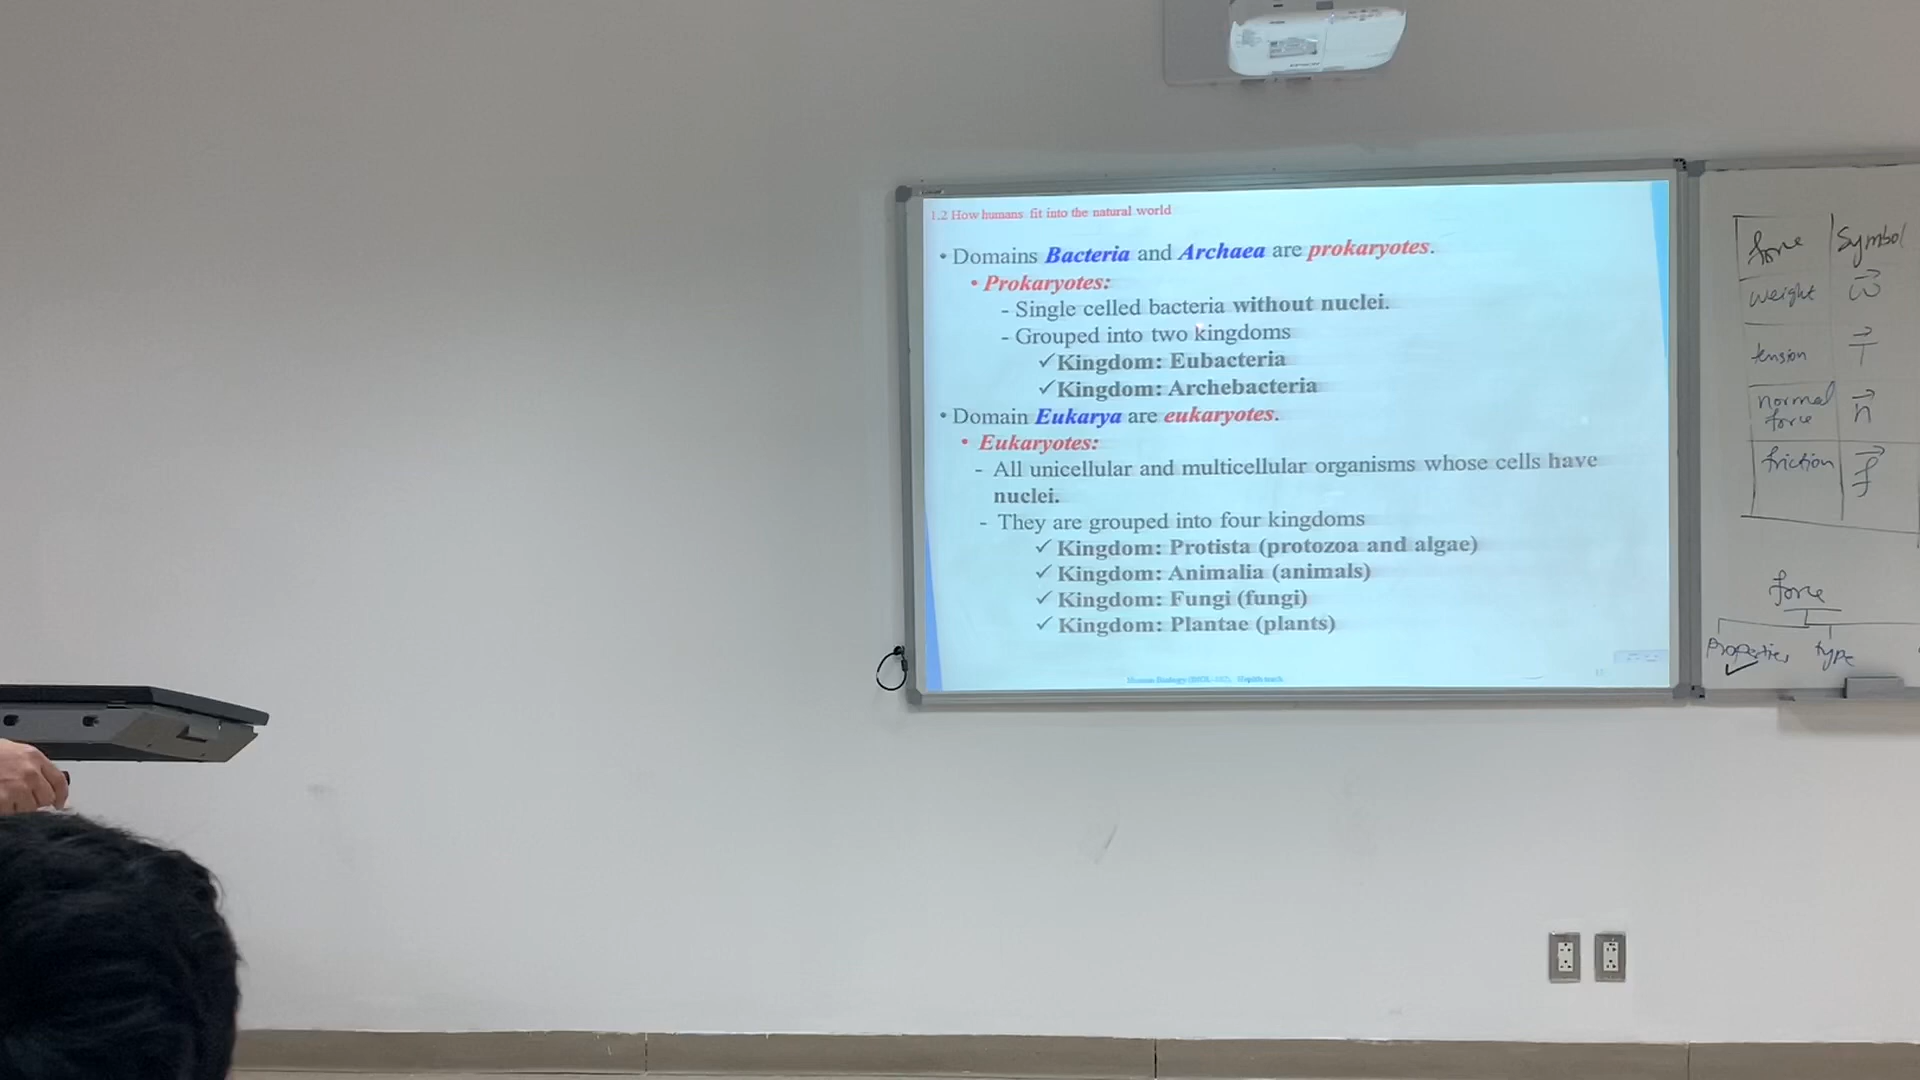 1.2 How humans fit into the natural world
• Domains Bacteria and Archaea are prokaryotes.
• Prokaryotes:
- Single celled bacteria without nuclei.
- Grouped into two kingdoms
✓ Kingdom: Eubacteria
✓ Kingdom: Archebacteria
• Domain Eukarya are eukaryotes.
• Eukaryotes:
- All unicellular and multicellular organisms whose cells have
nuclei.
- They are grouped into four kingdoms
✓ Kingdom: Protista (protozoa and algae)
✓ Kingdom: Animalia (animals)
✓ Kingdom: Fungi (fungi)
✓ Kingdom: Plantae (plants)
Human Biology
force Symbol
weight w
tension T
normal n
force
friction f
force
properties type